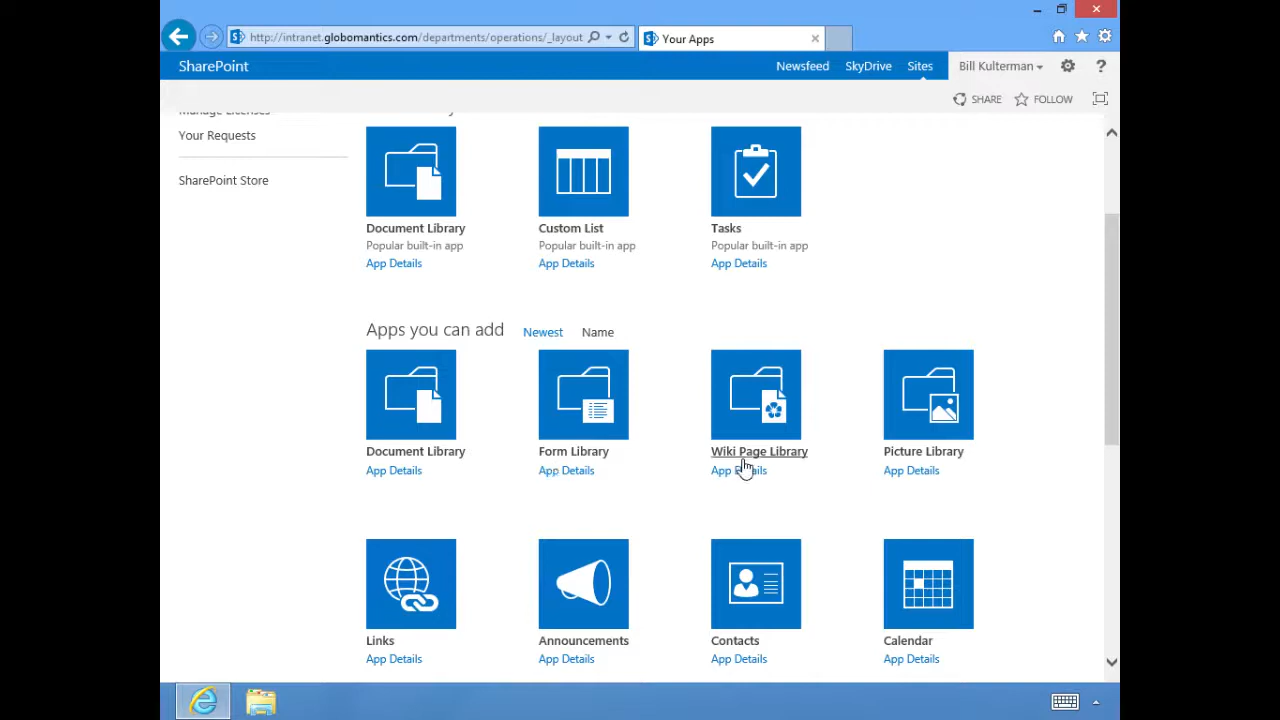 http://intranet.globomantics.com/departments/operations/_layout
Your Apps
SharePoint
Newsfeed SkyDrive Sites Bill Kulterman ?
SHARE FOLLOW
Manage Licenses
Your Requests
SharePoint Store
Document Library Custom List Tasks
Popular built-in app Popular built-in app Popular built-in app
App Details App Details App Details
Apps you can add Newest Name
Document Library Form Library Wiki Page Library Picture Library
App Details App Details App Details App Details
Links Announcements Contacts Calendar
App Details App Details App Details App Details